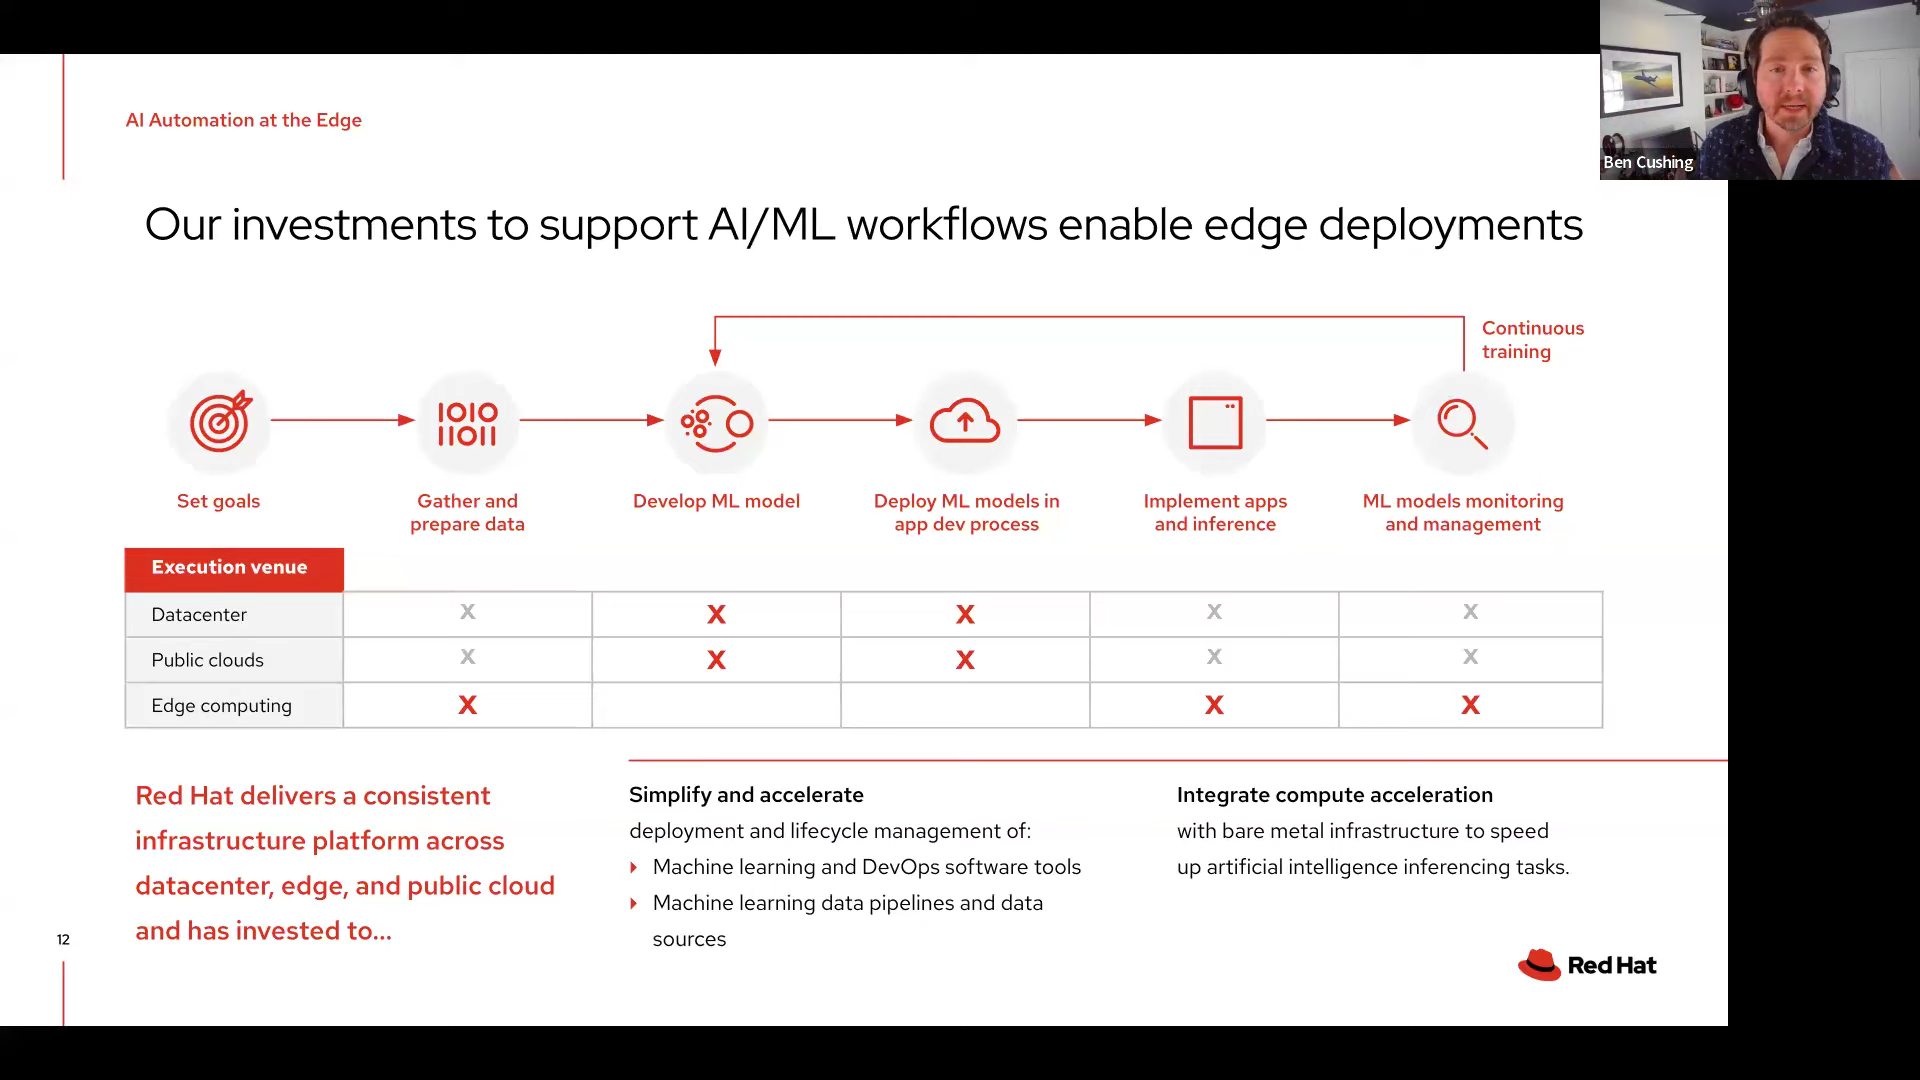 AI Automation at the Edge
Ben Cushing
Our investments to support AI/ML workflows enable edge deployments
Continuous
training
1010
11011
Set goals
Gather and
prepare data
Develop ML model
Deploy ML models in
app dev process
Implement apps
and inference
ML models monitoring
and management
Execution venue
Datacenter X X X X X
Public clouds X X X X X
Edge computing X X X
Red Hat delivers a consistent
infrastructure platform across
datacenter, edge, and public cloud
and has invested to...
Simplify and accelerate
deployment and lifecycle management of:
Machine learning and DevOps software tools
Machine learning data pipelines and data
sources
Integrate compute acceleration
with bare metal infrastructure to speed
up artificial intelligence inferencing tasks.
12
Red Hat